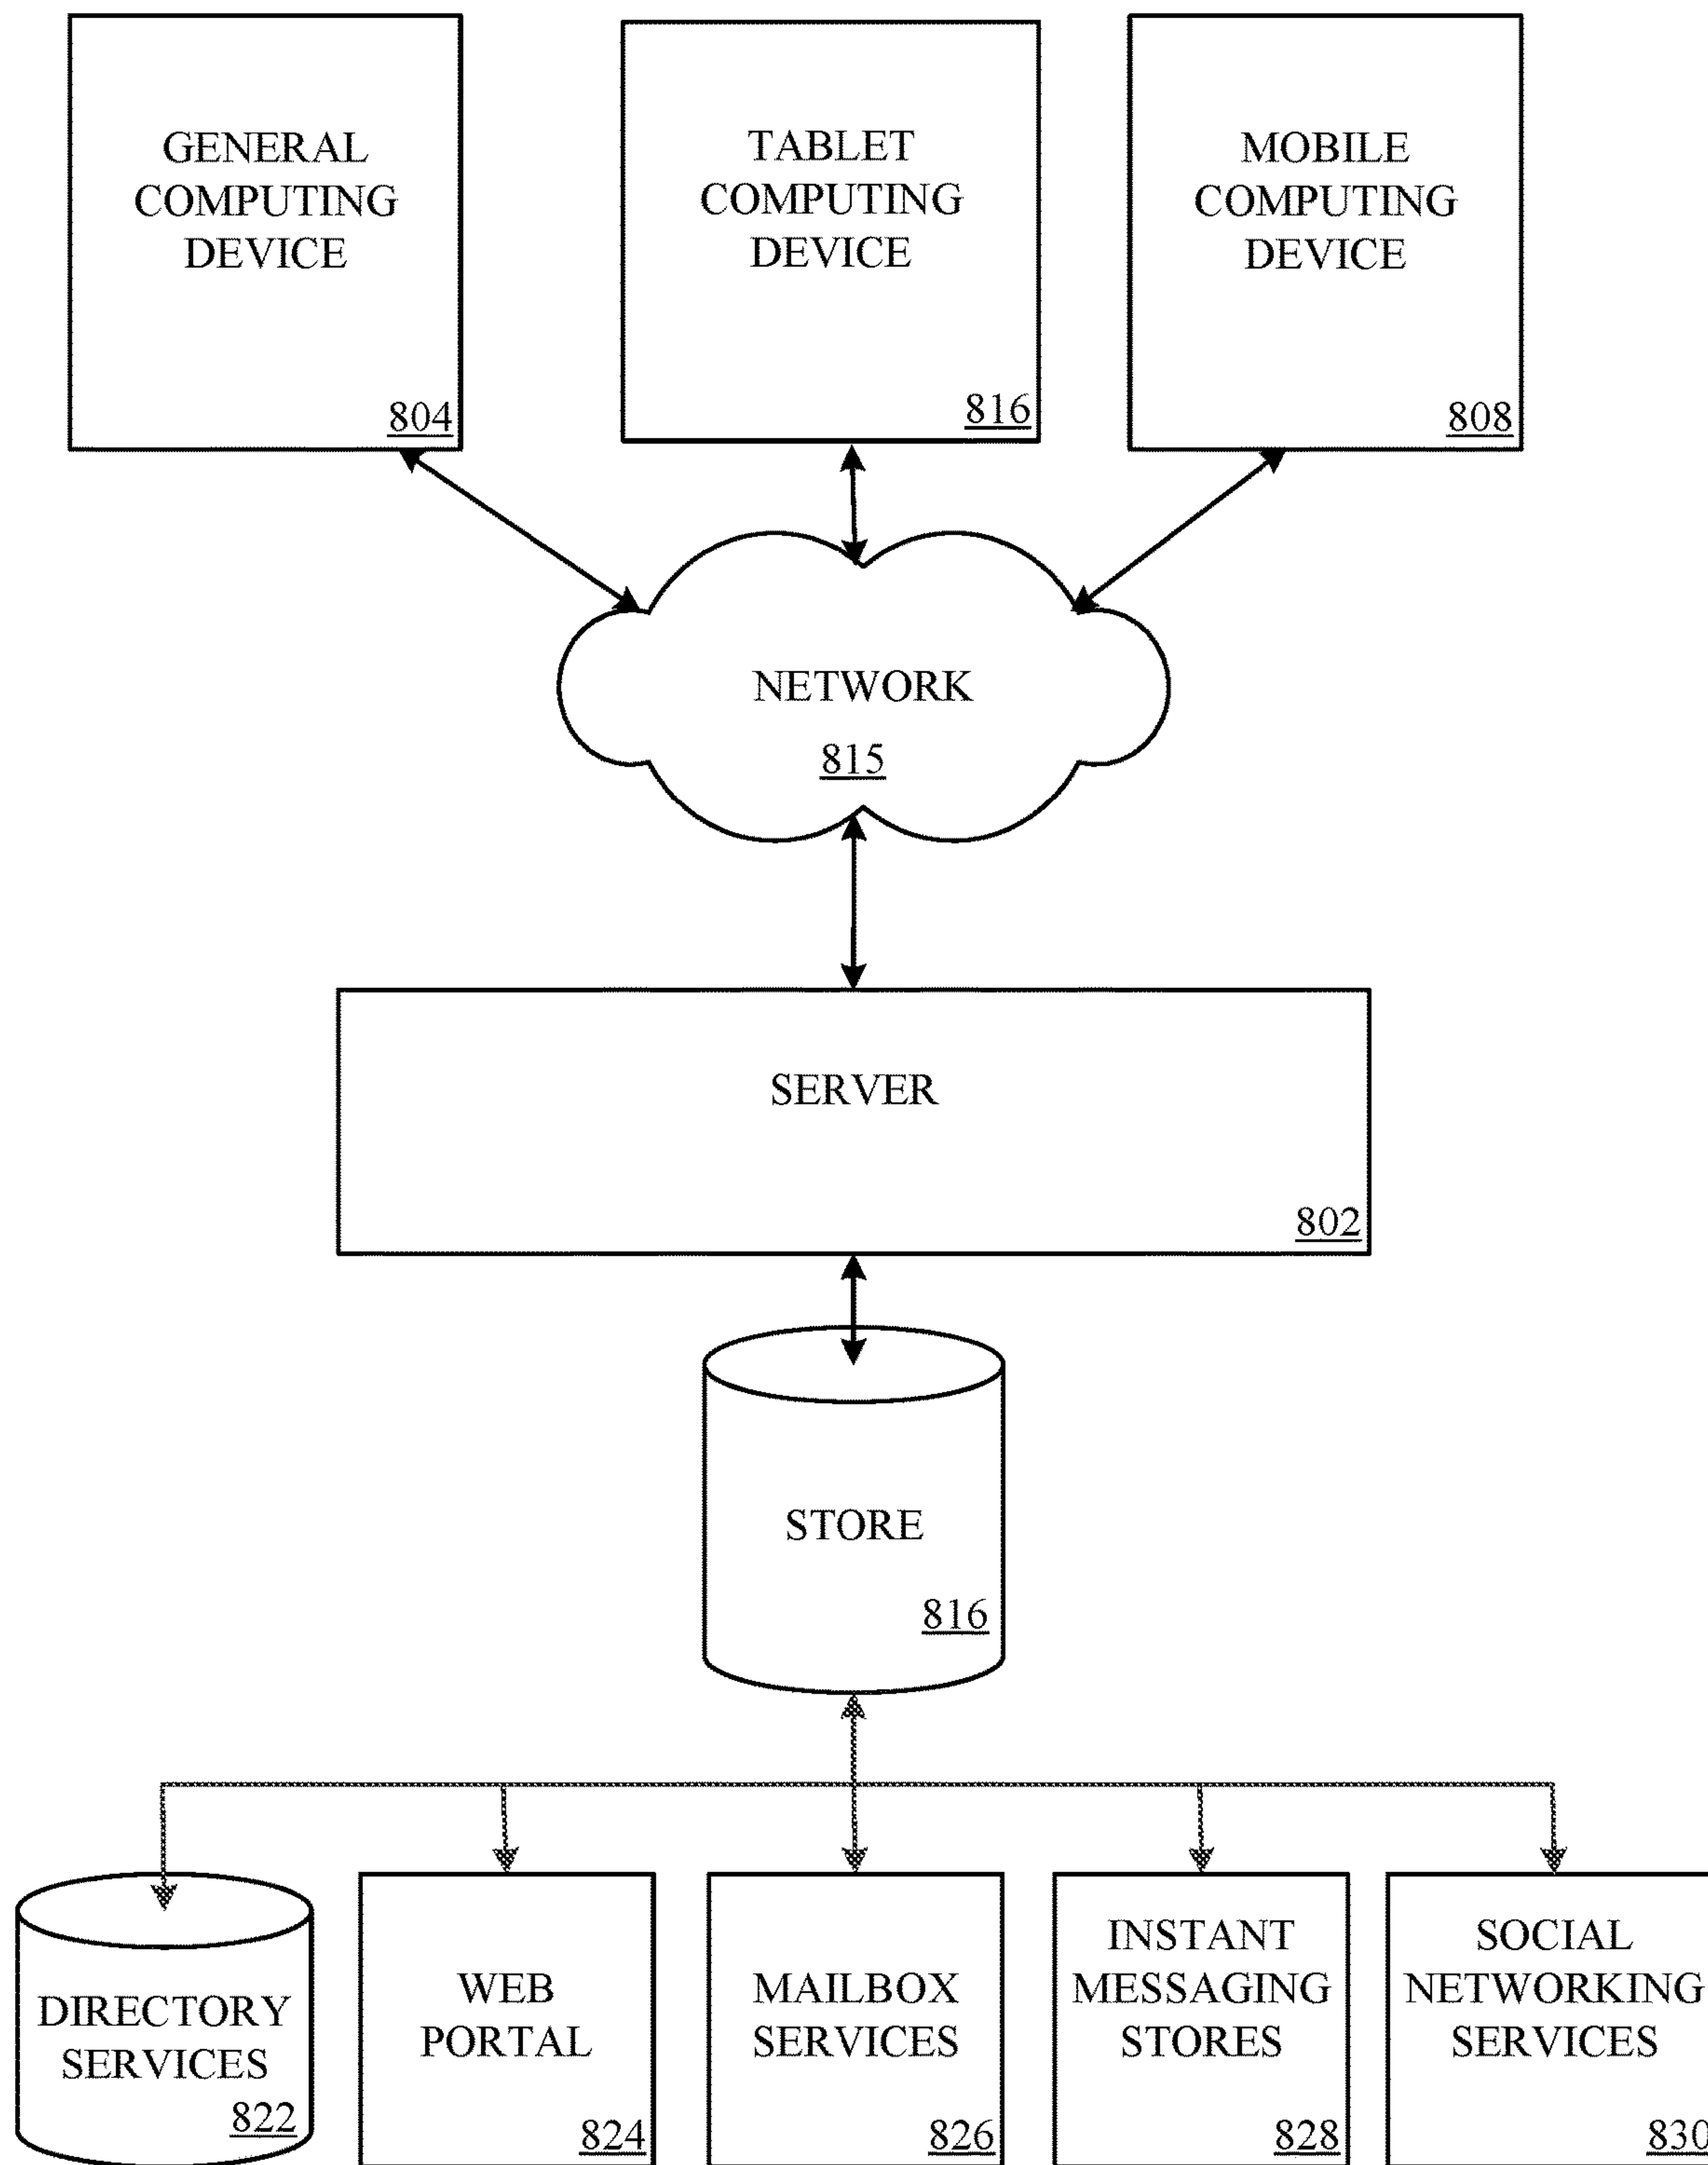 GENERAL
COMPUTING
DEVICE
804
TABLET
COMPUTING
DEVICE
816
MOBILE
COMPUTING
DEVICE
808
NETWORK
815
SERVER
802
STORE
816
DIRECTORY
SERVICES
822
WEB
PORTAL
824
MAILBOX
SERVICES
826
INSTANT
MESSAGING
STORES
828
SOCIAL
NETWORKING
SERVICES
830